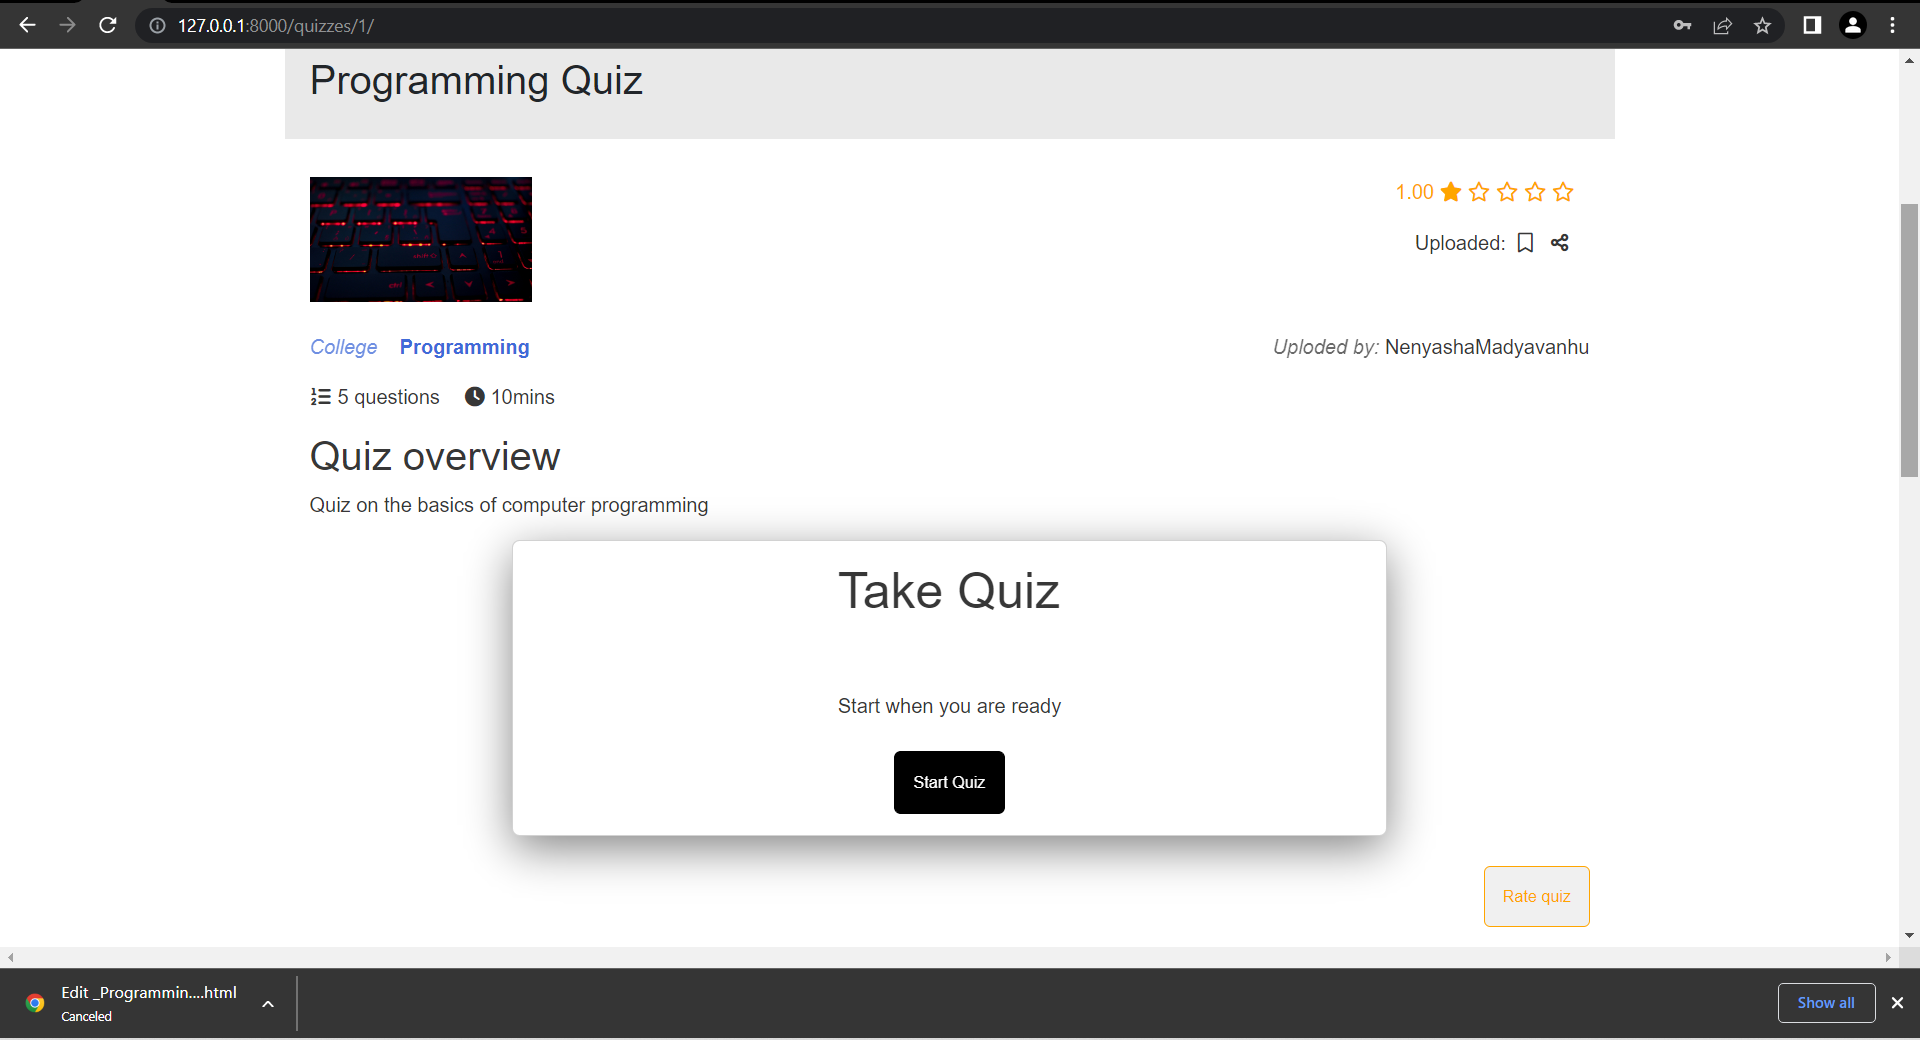 127.0.0.1:8000/quizzes/1/
Programming Quiz
1.00
Uploaded:
College Programming
Uploded by: NenyashaMadyavanhu
5 questions 10mins
Quiz overview
Quiz on the basics of computer programming
Take Quiz
Start when you are ready
Start Quiz
Rate quiz
Edit _Programmin....html
Canceled
Show all